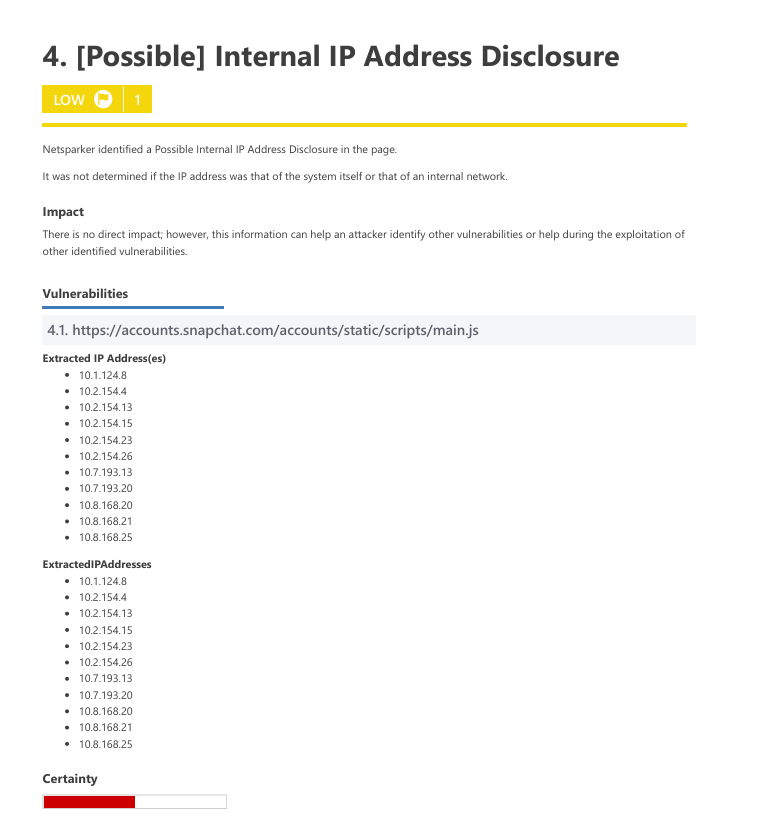 4. [Possible] Internal IP Address Disclosure
LOW 1
Netsparker identified a Possible Internal IP Address Disclosure in the page.
It was not determined if the IP address was that of the system itself or that of an internal network.
Impact
There is no direct impact; however, this information can help an attacker identify other vulnerabilities or help during the exploitation of
other identified vulnerabilities.
Vulnerabilities
4.1. https://accounts.snapchat.com/accounts/static/scripts/main.js
Extracted IP Address(es)
• 10.1.124.8
• 10.2.154.4
• 10.2.154.13
• 10.2.154.15
• 10.2.154.23
• 10.2.154.26
• 10.7.193.13
• 10.7.193.20
• 10.8.168.20
• 10.8.168.21
• 10.8.168.25
ExtractedIPAddresses
• 10.1.124.8
• 10.2.154.4
• 10.2.154.13
• 10.2.154.15
• 10.2.154.23
• 10.2.154.26
• 10.7.193.13
• 10.7.193.20
• 10.8.168.20
• 10.8.168.21
• 10.8.168.25
Certainty